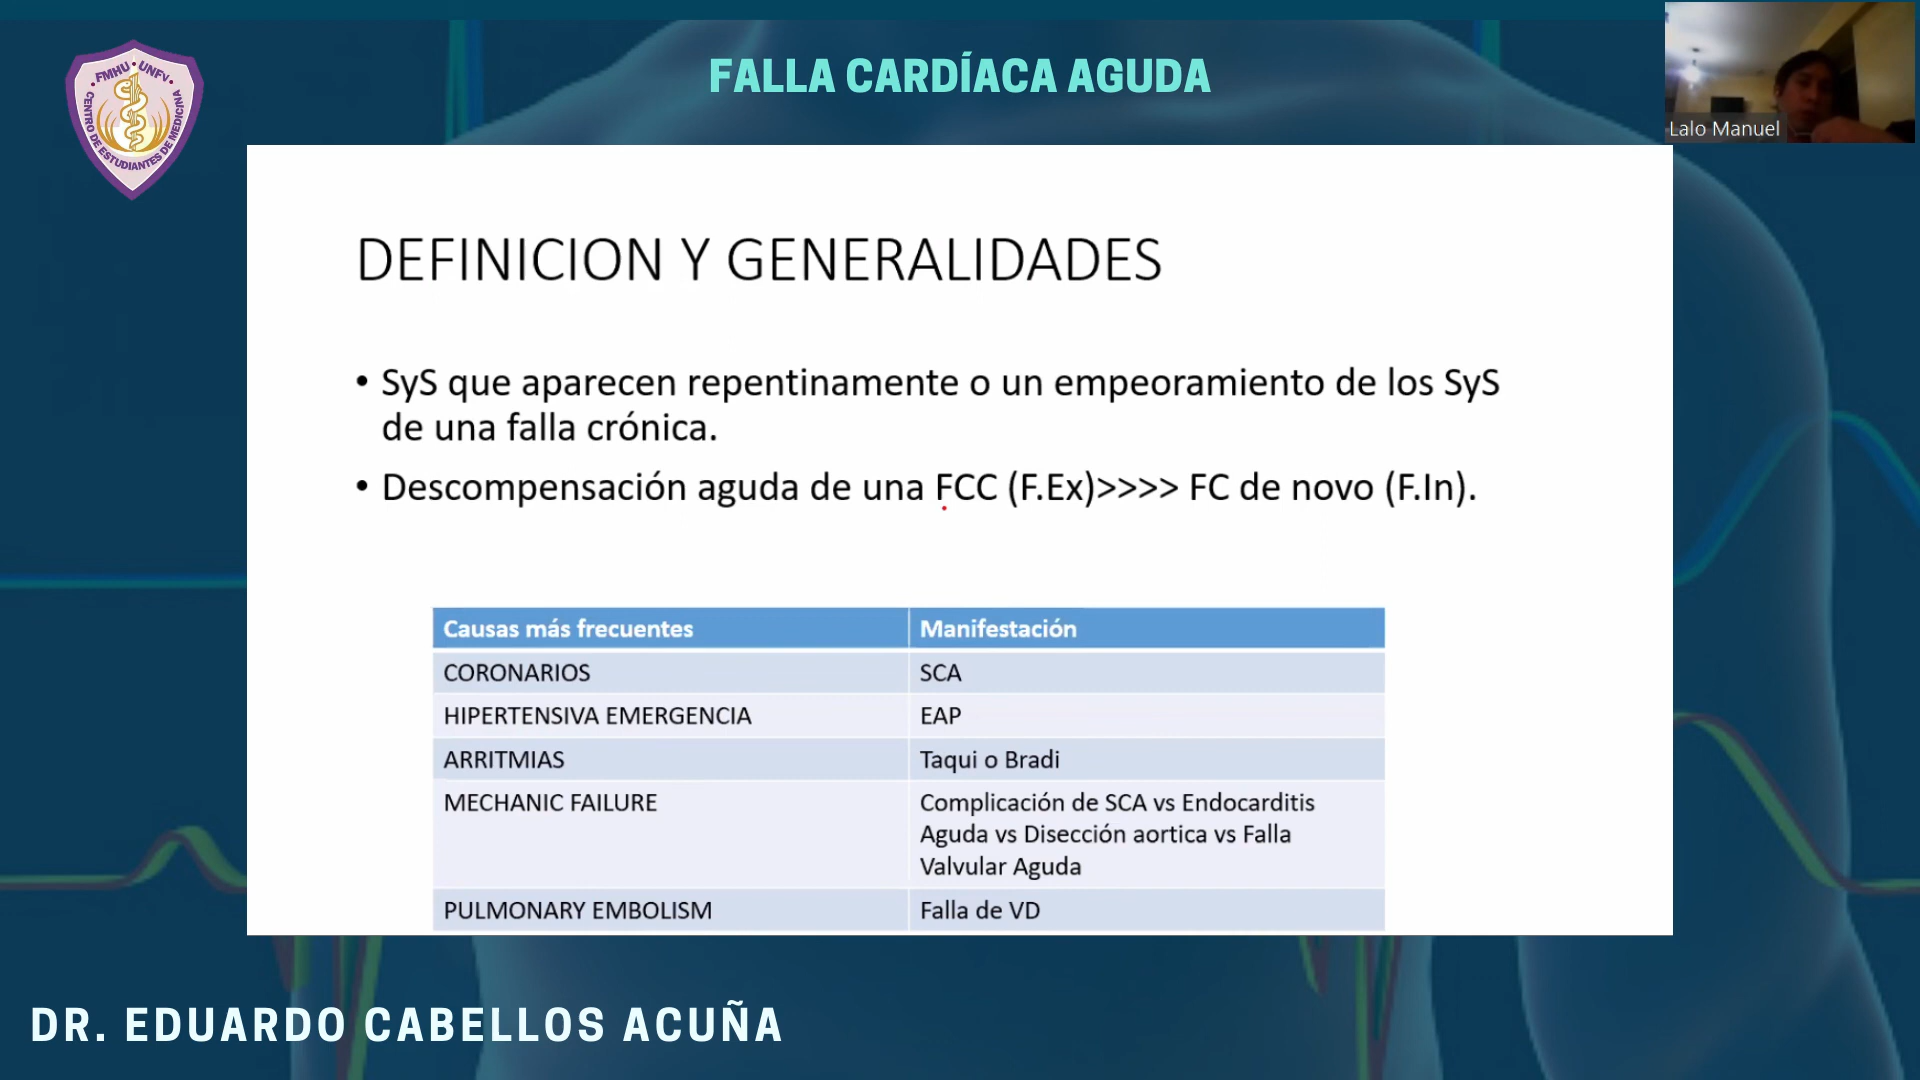 FMHU • UNFV
CENTRO DE ESTUDIANTES DE MEDICINA
FALLA CARDÍACA AGUDA
Lalo Manuel
DEFINICION Y GENERALIDADES
• SyS que aparecen repentinamente o un empeoramiento de los SyS
de una falla crónica.
• Descompensación aguda de una FCC (F.Ex)>>>> FC de novo (F.In).
Causas más frecuentes Manifestación
CORONARIOS SCA
HIPERTENSIVA EMERGENCIA EAP
ARRITMIAS Taqui o Bradi
MECHANIC FAILURE Complicación de SCA vs Endocarditis
Aguda vs Disección aortica vs Falla
Valvular Aguda
PULMONARY EMBOLISM Falla de VD
DR. EDUARDO CABELLOS ACUÑA